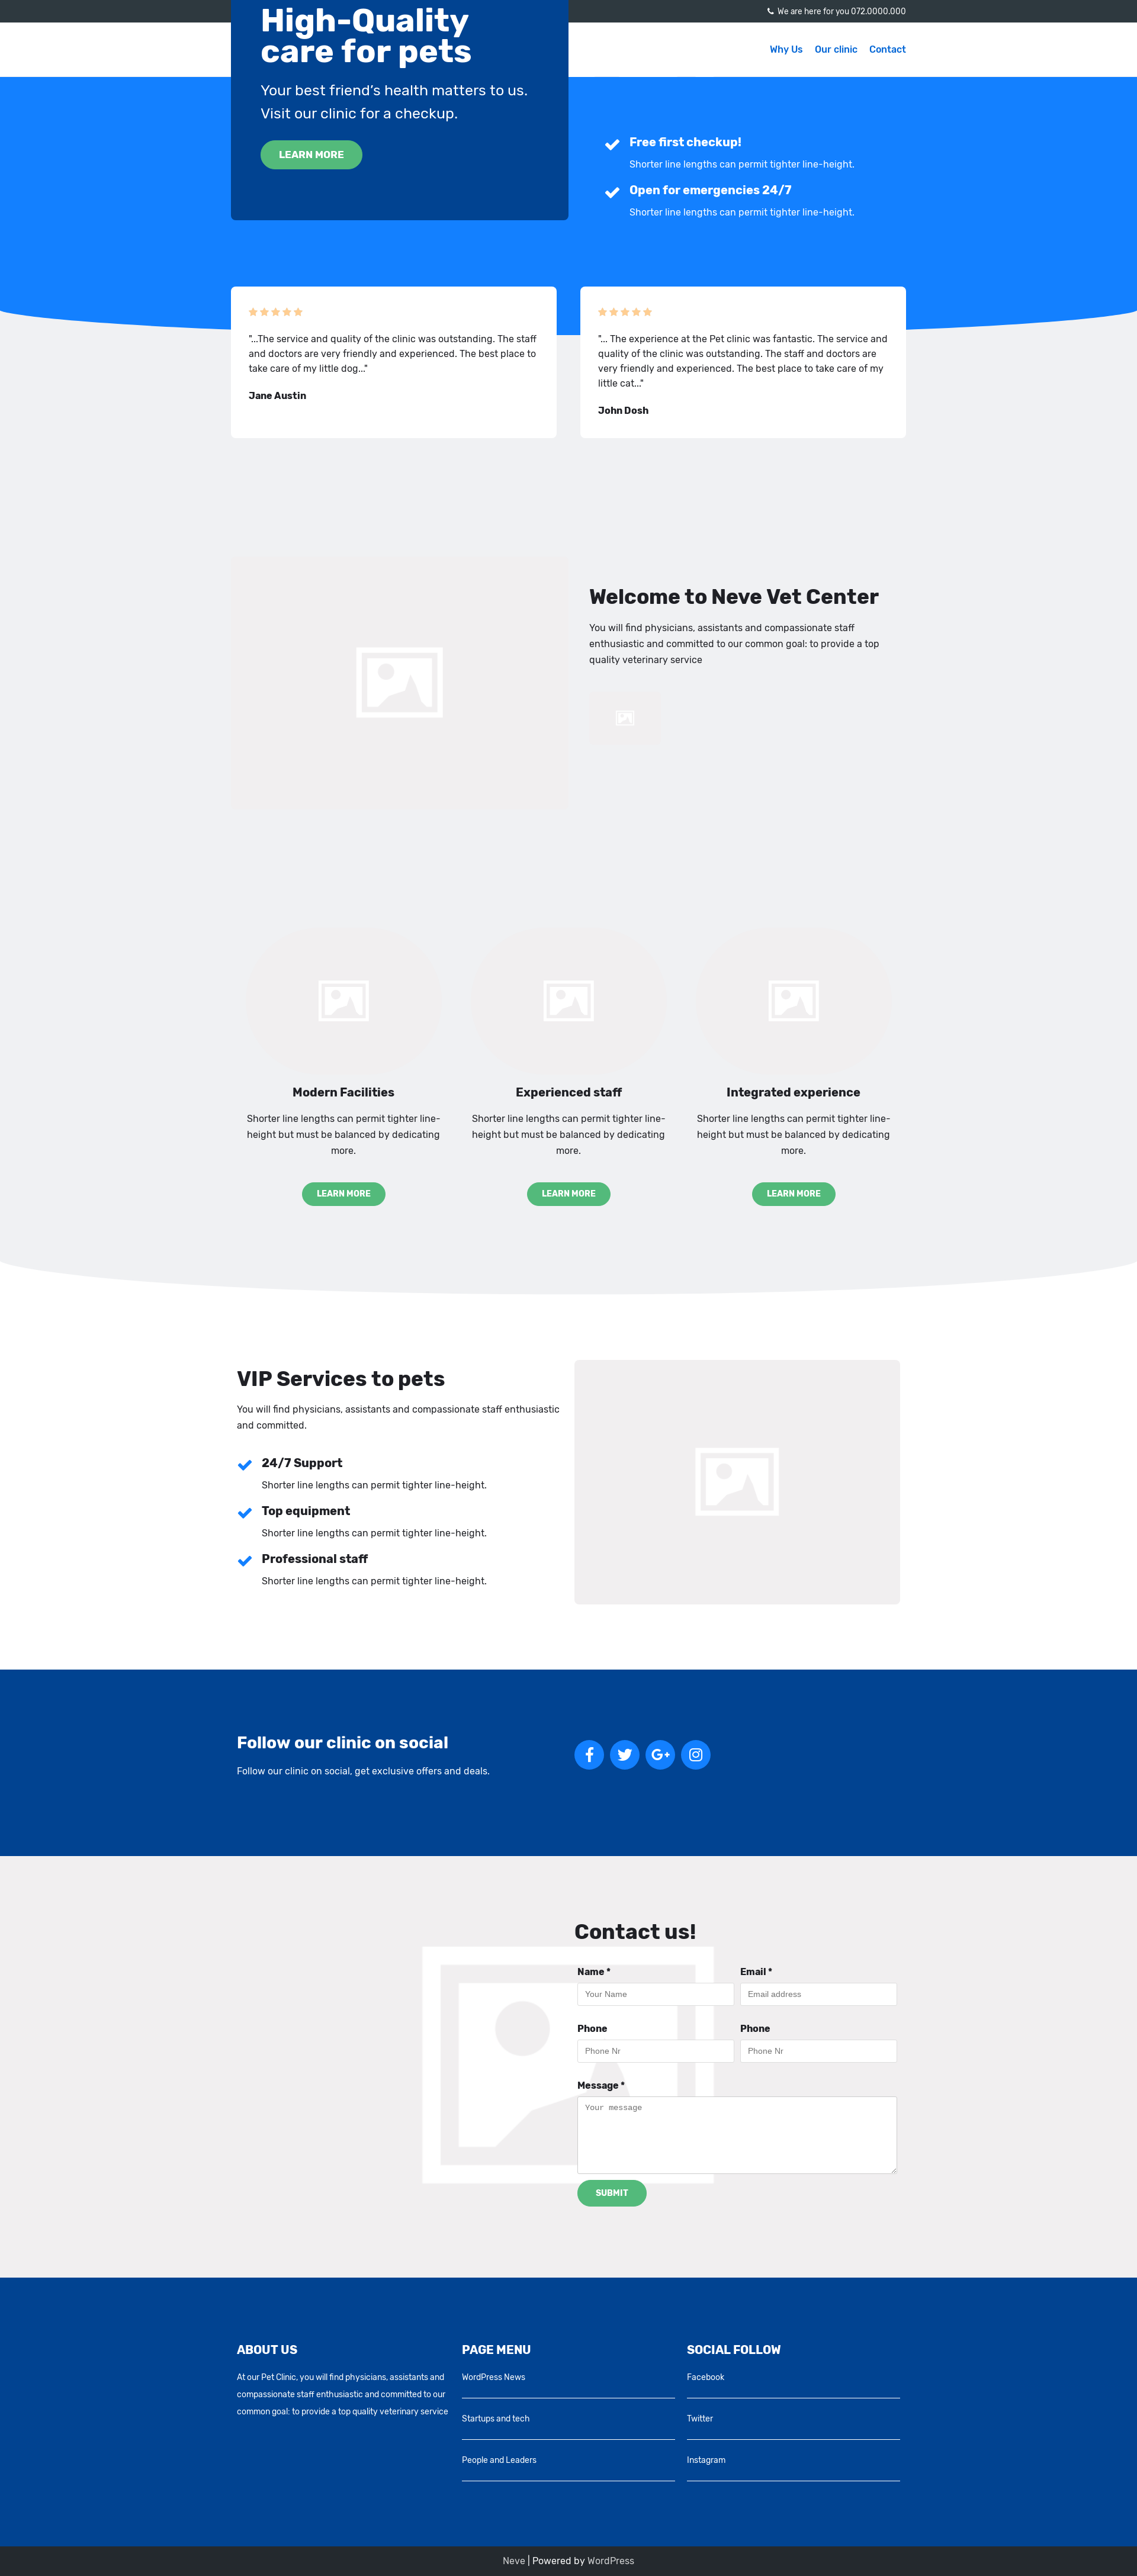 We are here for you 072.0000.000
Why Us
Our clinic
Contact
High-Quality
care for pets
Your best friend's health matters to us.
Visit our clinic for a checkup.
LEARN MORE
Free first checkup!
Shorter line lengths can permit tighter line-height.
Open for emergencies 24/7
Shorter line lengths can permit tighter line-height.
"...The service and quality of the clinic was outstanding. The staff
and doctors are very friendly and experienced. The best place to
take care of my little dog..."
Jane Austin
"... The experience at the Pet clinic was fantastic. The service and
quality of the clinic was outstanding. The staff and doctors are
very friendly and experienced. The best place to take care of my
little cat..."
John Dosh
Welcome to Neve Vet Center
You will find physicians, assistants and compassionate staff
enthusiastic and committed to our common goal: to provide a top
quality veterinary service
Modern Facilities
Shorter line lengths can permit tighter line-
height but must be balanced by dedicating
more.
LEARN MORE
Experienced staff
Shorter line lengths can permit tighter line-
height but must be balanced by dedicating
more.
LEARN MORE
Integrated experience
Shorter line lengths can permit tighter line-
height but must be balanced by dedicating
more.
LEARN MORE
VIP Services to pets
You will find physicians, assistants and compassionate staff enthusiastic
and committed.
24/7 Support
Shorter line lengths can permit tighter line-height.
Top equipment
Shorter line lengths can permit tighter line-height.
Professional staff
Shorter line lengths can permit tighter line-height.
Follow our clinic on social
Follow our clinic on social, get exclusive offers and deals.
Contact us!
Name *
Your Name
Email *
Email address
Phone
Phone Nr
Phone
Phone Nr
Message *
Your message
SUBMIT
ABOUT US
At our Pet Clinic, you will find physicians, assistants and
compassionate staff enthusiastic and committed to our
common goal: to provide a top quality veterinary service
PAGE MENU
WordPress News
Startups and tech
People and Leaders
SOCIAL FOLLOW
Facebook
Twitter
Instagram
Neve | Powered by WordPress